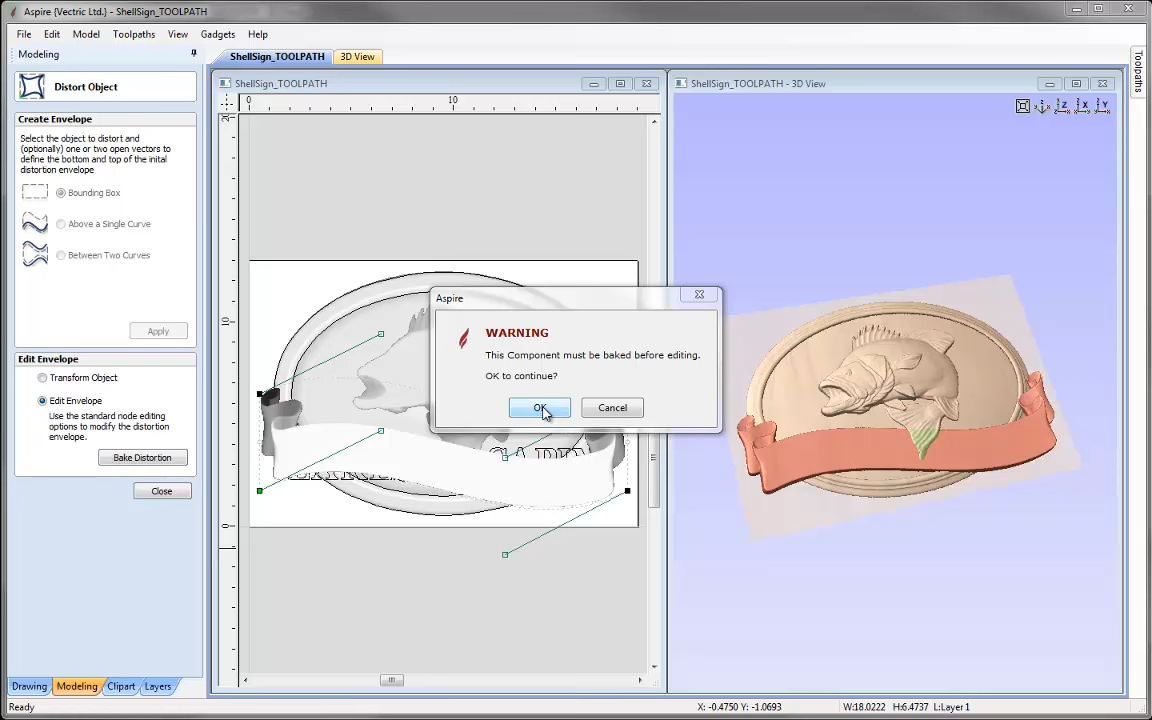 Aspire {Vectric Ltd.} - ShellSign_TOOLPATH
File Edit Model Toolpaths View Gadgets Help
Modeling
Distort Object
Create Envelope
Select the object to distort and
(optionally) one or two open vectors to
define the bottom and top of the inital
distortion envelope
Bounding Box
Above a Single Curve
Between Two Curves
Apply
Edit Envelope
Transform Object
Edit Envelope
Use the standard node editing
options to modify the distortion
envelope.
Bake Distortion
Close
Drawing Modeling Clipart Layers
Ready
ShellSign_TOOLPATH 3D View
ShellSign_TOOLPATH
0 10
20
10
0
Aspire
WARNING
This Component must be baked before editing.
OK to continue?
OK Cancel
ShellSign_TOOLPATH - 3D View
Z X Y
Toolpaths
X: -0.4750 Y: -1.0693 W:18.0222 H:6.4737 L:Layer 1